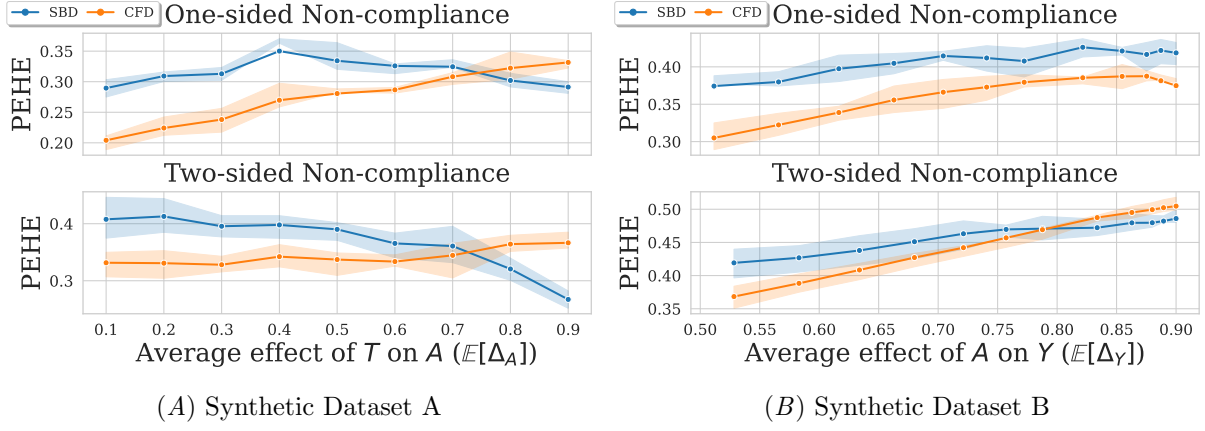 SBD CFD
One-sided Non-compliance
0.35
0.30
0.25
0.20
PEHE
Two-sided Non-compliance
0.4
0.3
PEHE
0.1 0.2 0.3 0.4 0.5 0.6 0.7 0.8 0.9
Average effect of T on A (𝔼[Δ_A])
(A) Synthetic Dataset A
SBD CFD
One-sided Non-compliance
0.40
0.35
0.30
PEHE
Two-sided Non-compliance
0.50
0.45
0.40
0.35
PEHE
0.50 0.55 0.60 0.65 0.70 0.75 0.80 0.85 0.90
Average effect of A on Y (𝔼[Δ_Y])
(B) Synthetic Dataset B